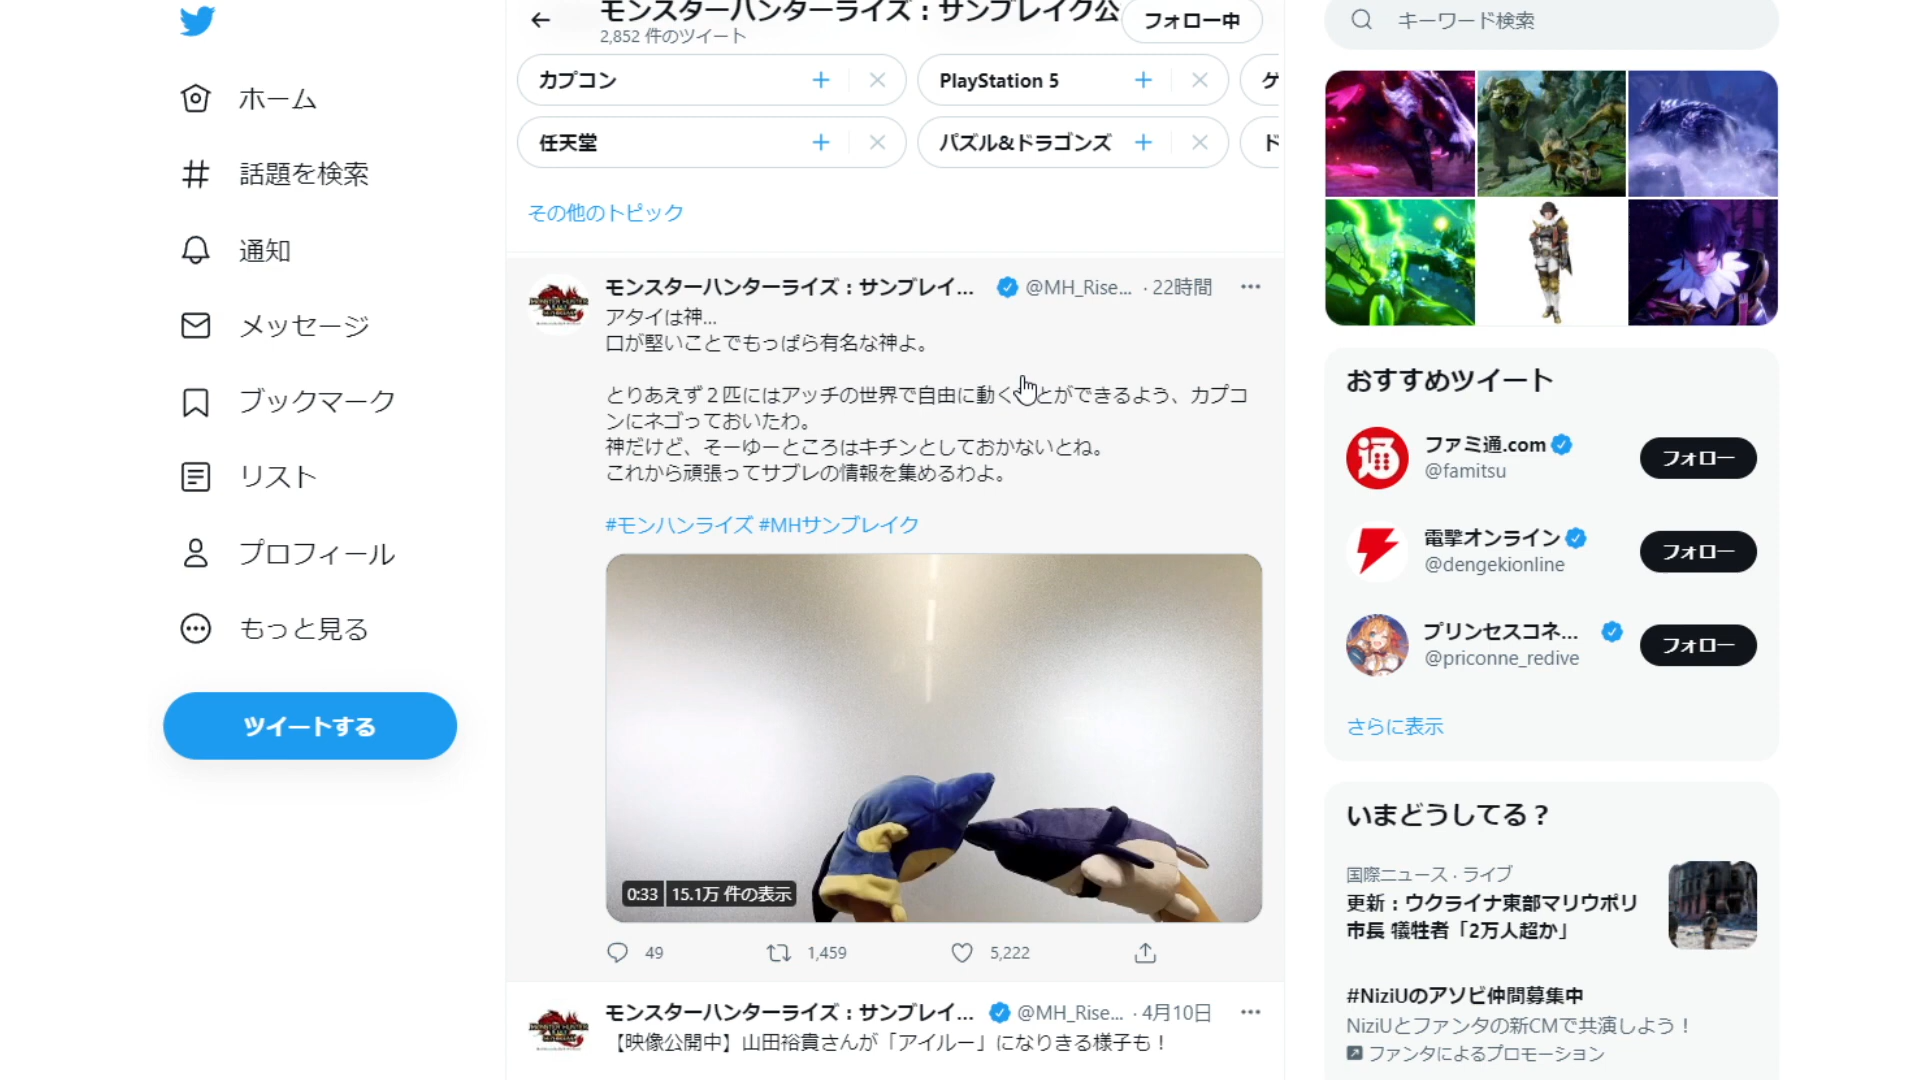 ホーム
話題を検索
通知
メッセージ
ブックマーク
リスト
プロフィール
もっと見る
ツイートする
モンスターハンターライズ：サンブレイク公
2,852 件のツイート
フォロー中
カプコン
PlayStation 5
ゲ
任天堂
パズル&ドラゴンズ
ド
その他のトピック
モンスターハンターライズ：サンブレイ... @MH_Rise... · 22時間
アタイは神...
口が堅いことでもっぱら有名な神よ。
とりあえず２匹にはアッチの世界で自由に動くことができるよう、カプコ
ンにネゴっておいたわ。
神だけど、そーゆーところはキチンとしておかないとね。
これから頑張ってサブレの情報を集めるわよ。
#モンハンライズ #MHサンブレイク
0:33 15.1万 件の表示
49 1,459 5,222
モンスターハンターライズ：サンブレイ... @MH_Rise... · 4月10日
【映像公開中】山田裕貴さんが「アイルー」になりきる様子も！
キーワード検索
おすすめツイート
通
ファミ通.com
@famitsu
フォロー
電撃オンライン
@dengekionline
フォロー
プリンセスコネ...
@priconne_redive
フォロー
さらに表示
いまどうしてる？
国際ニュース · ライブ
更新：ウクライナ東部マリウポリ
市長 犠牲者「2万人超か」
#NiziUのアソビ仲間募集中
NiziUとファンタの新CMで共演しよう！
ファンタによるプロモーション